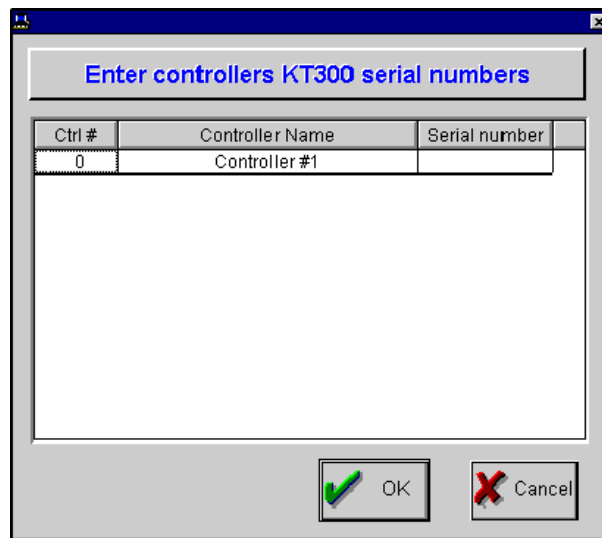 Enter controllers KT300 serial numbers
Ctrl # Controller Name Serial number
0 Controller #1
OK Cancel